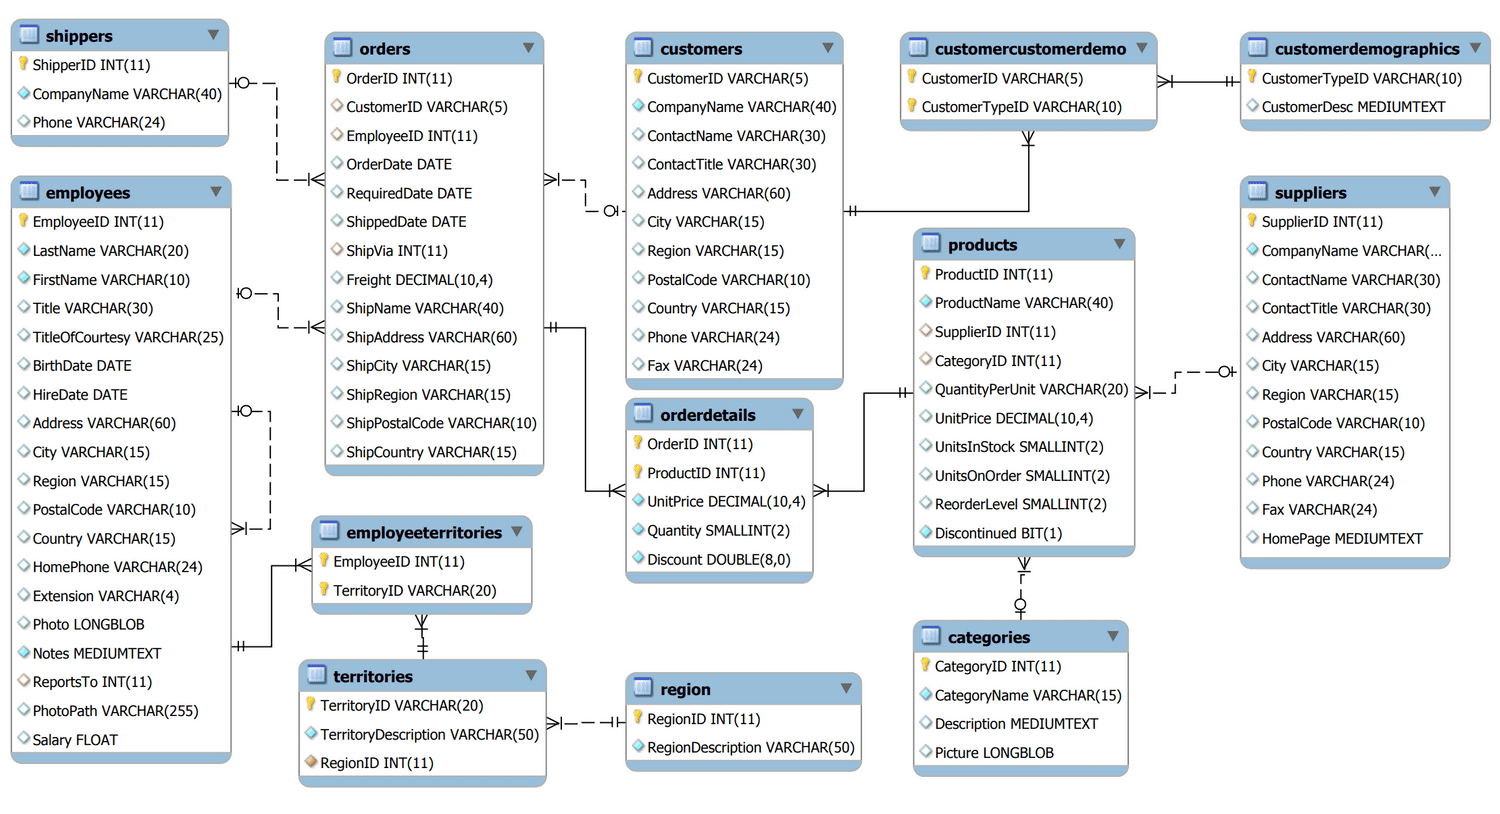 shippers
ShipperID INT(11)
CompanyName VARCHAR(40)
Phone VARCHAR(24)
employees
EmployeeID INT(11)
LastName VARCHAR(20)
FirstName VARCHAR(10)
Title VARCHAR(30)
TitleOfCourtesy VARCHAR(25)
BirthDate DATE
HireDate DATE
Address VARCHAR(60)
City VARCHAR(15)
Region VARCHAR(15)
PostalCode VARCHAR(10)
Country VARCHAR(15)
HomePhone VARCHAR(24)
Extension VARCHAR(4)
Photo LONGBLOB
Notes MEDIUMTEXT
ReportsTo INT(11)
PhotoPath VARCHAR(255)
Salary FLOAT
orders
OrderID INT(11)
CustomerID VARCHAR(5)
EmployeeID INT(11)
OrderDate DATE
RequiredDate DATE
ShippedDate DATE
ShipVia INT(11)
Freight DECIMAL(10,4)
ShipName VARCHAR(40)
ShipAddress VARCHAR(60)
ShipCity VARCHAR(15)
ShipRegion VARCHAR(15)
ShipPostalCode VARCHAR(10)
ShipCountry VARCHAR(15)
employeeterritories
EmployeeID INT(11)
TerritoryID VARCHAR(20)
territories
TerritoryID VARCHAR(20)
TerritoryDescription VARCHAR(50)
RegionID INT(11)
customers
CustomerID VARCHAR(5)
CompanyName VARCHAR(40)
ContactName VARCHAR(30)
ContactTitle VARCHAR(30)
Address VARCHAR(60)
City VARCHAR(15)
Region VARCHAR(15)
PostalCode VARCHAR(10)
Country VARCHAR(15)
Phone VARCHAR(24)
Fax VARCHAR(24)
orderdetails
OrderID INT(11)
ProductID INT(11)
UnitPrice DECIMAL(10,4)
Quantity SMALLINT(2)
Discount DOUBLE(8,0)
region
RegionID INT(11)
RegionDescription VARCHAR(50)
customercustomerdemo
CustomerID VARCHAR(5)
CustomerTypeID VARCHAR(10)
products
ProductID INT(11)
ProductName VARCHAR(40)
SupplierID INT(11)
CategoryID INT(11)
QuantityPerUnit VARCHAR(20)
UnitPrice DECIMAL(10,4)
UnitsInStock SMALLINT(2)
UnitsOnOrder SMALLINT(2)
ReorderLevel SMALLINT(2)
Discontinued BIT(1)
categories
CategoryID INT(11)
CategoryName VARCHAR(15)
Description MEDIUMTEXT
Picture LONGBLOB
customerdemographics
CustomerTypeID VARCHAR(10)
CustomerDesc MEDIUMTEXT
suppliers
SupplierID INT(11)
CompanyName VARCHAR(...
ContactName VARCHAR(30)
ContactTitle VARCHAR(30)
Address VARCHAR(60)
City VARCHAR(15)
Region VARCHAR(15)
PostalCode VARCHAR(10)
Country VARCHAR(15)
Phone VARCHAR(24)
Fax VARCHAR(24)
HomePage MEDIUMTEXT